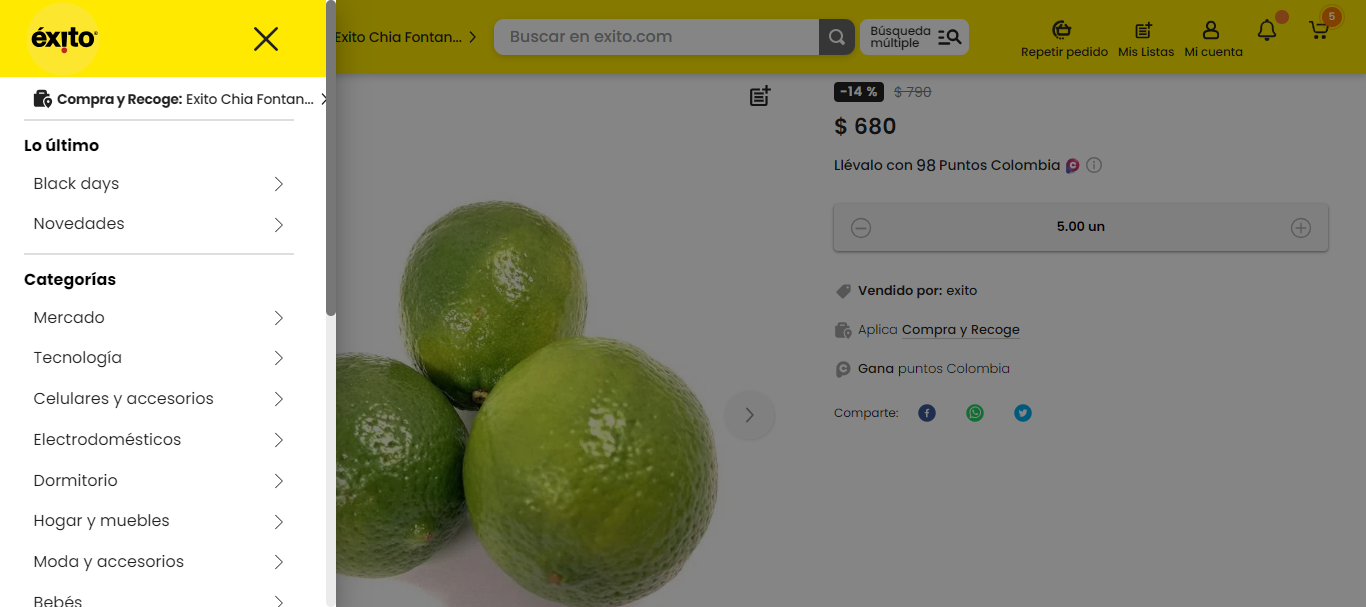 éxito
Compra y Recoge: Exito Chia Fontan...
Lo último
Black days
Novedades
Categorías
Mercado
Tecnología
Celulares y accesorios
Electrodomésticos
Dormitorio
Hogar y muebles
Moda y accesorios
Bebés
Exito Chia Fontan...
Buscar en exito.com
Búsqueda
múltiple
Repetir pedido
Mis Listas
Mi cuenta
5
-14 %
$ 790
$ 680
Llévalo con 98 Puntos Colombia
5.00 un
Vendido por: exito
Aplica Compra y Recoge
Gana puntos Colombia
Comparte: